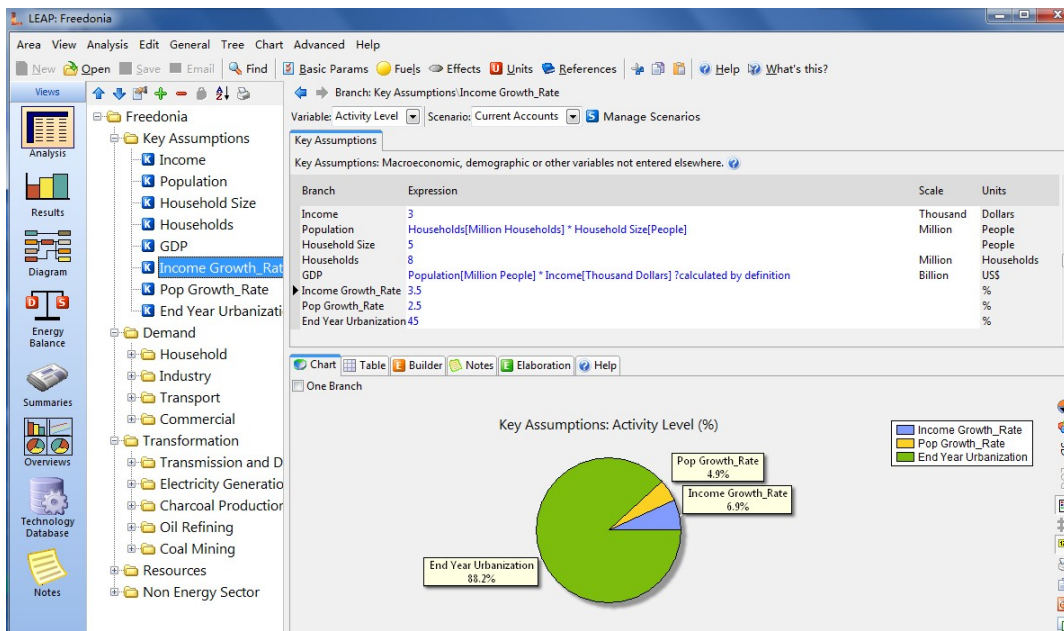 LEAP: Freedonia
Area View Analysis Edit General Tree Chart Advanced Help
New Open Save Email Find Basic Params Fuels Effects Units References Help What's this?
Views
Analysis
Results
Diagram
Energy
Balance
Summaries
Overviews
Technology
Database
Notes
Freedonia
Key Assumptions
Income
Population
Household Size
Households
GDP
Income Growth_Rat
Pop Growth_Rate
End Year Urbanizati
Demand
Household
Industry
Transport
Commercial
Transformation
Transmission and D
Electricity Generatio
Charcoal Production
Oil Refining
Coal Mining
Resources
Non Energy Sector
Branch: Key Assumptions\Income Growth_Rate
Variable: Activity Level Scenario: Current Accounts S Manage Scenarios
Key Assumptions
Key Assumptions: Macroeconomic, demographic or other variables not entered elsewhere.
Branch Expression Scale Units
Income 3 Thousand Dollars
Population Households[Million Households] * Household Size[People] Million People
Household Size 5 People
Households 8 Million Households
GDP Population[Million People] * Income[Thousand Dollars] ?calculated by definition Billion US$
Income Growth_Rate 3.5 %
Pop Growth_Rate 2.5 %
End Year Urbanization 45 %
Chart Table Builder Notes Elaboration Help
One Branch
Key Assumptions: Activity Level (%)
Income Growth_Rate
Pop Growth_Rate
End Year Urbanization
Pop Growth_Rate
4.9%
Income Growth_Rate
6.9%
End Year Urbanization
88.2%